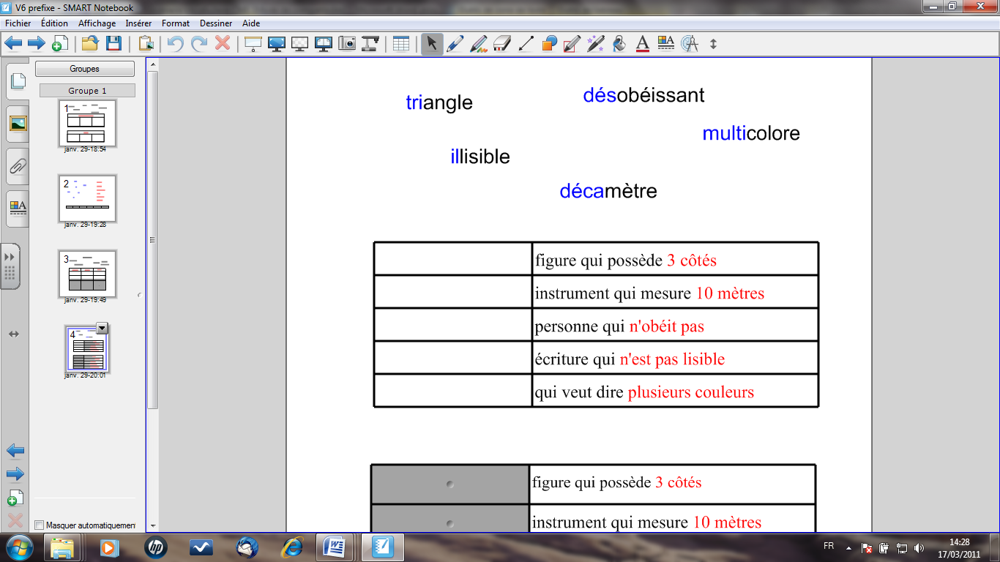 V6 prefixe - SMART Notebook
Fichier Édition Affichage Insérer Format Dessiner Aide
Groupes
Groupe 1
1
janv. 29-18:54
2
janv. 29-19:28
3
janv. 29-19:49
4
janv. 29-20:01
Masquer automatiquement
triangle
désobéissant
multicolore
illisible
décamètre
figure qui possède 3 côtés
instrument qui mesure 10 mètres
personne qui n'obéit pas
écriture qui n'est pas lisible
qui veut dire plusieurs couleurs
figure qui possède 3 côtés
instrument qui mesure 10 mètres
FR
14:28
17/03/2011